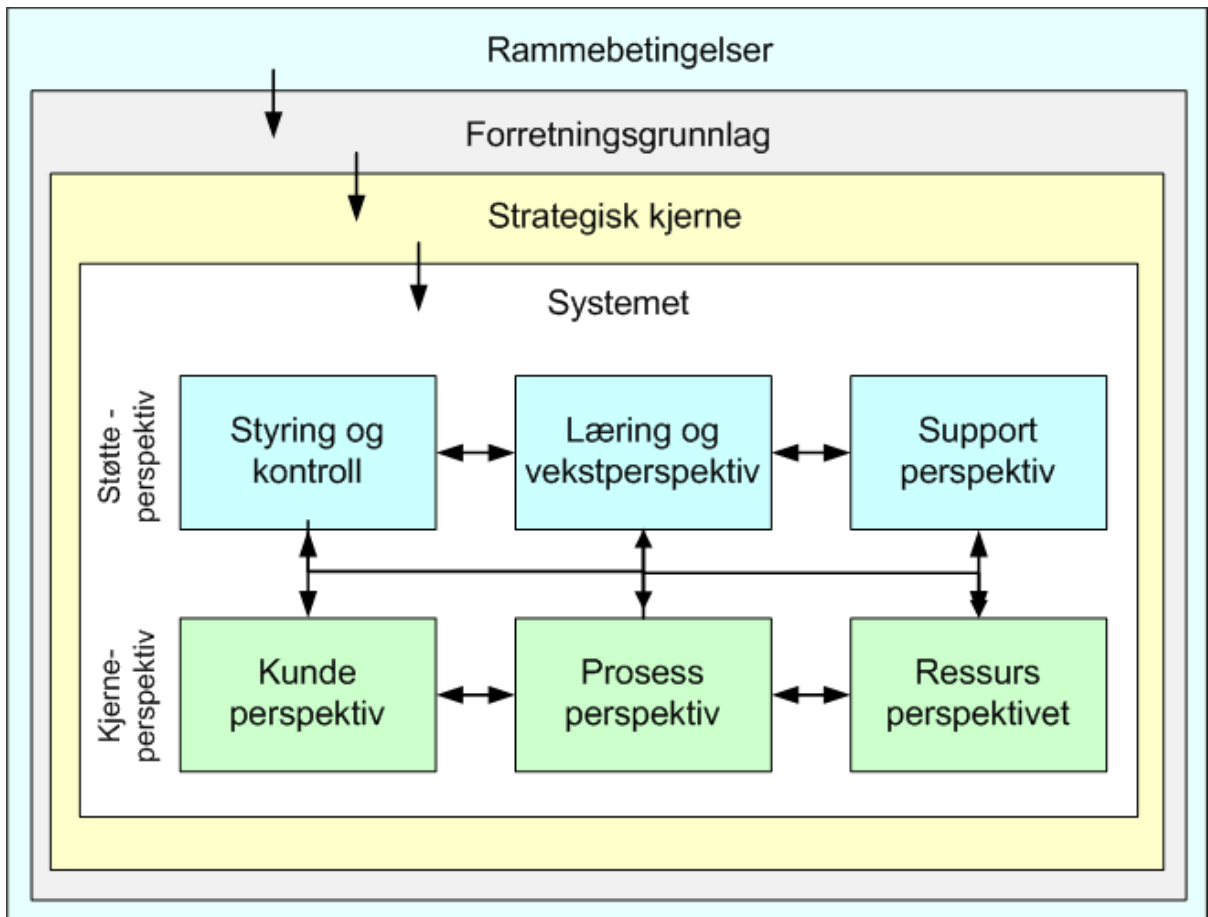 Rammebetingelser
Forretningsgrunnlag
Strategisk kjerne
Systemet
Støtte -
perspektiv
Styring og
kontroll
Læring og
vekstperspektiv
Support
perspektiv
Kjerne-
perspektiv
Kunde
perspektiv
Prosess
perspektiv
Ressurs
perspektivet